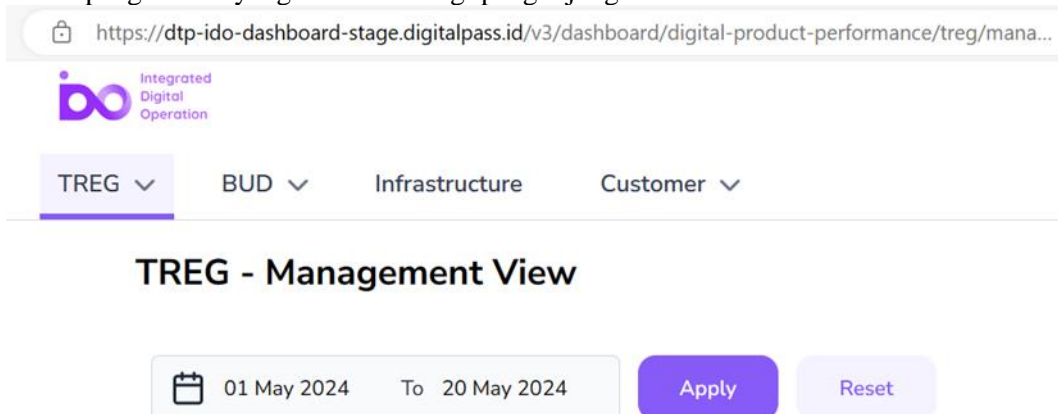 https://dtp-ido-dashboard-stage.digitalpass.id/v3/dashboard/digital-product-performance/treg/mana...
ido Integrated
Digital
Operation
TREG BUD Infrastructure Customer
TREG - Management View
01 May 2024 To 20 May 2024 Apply Reset